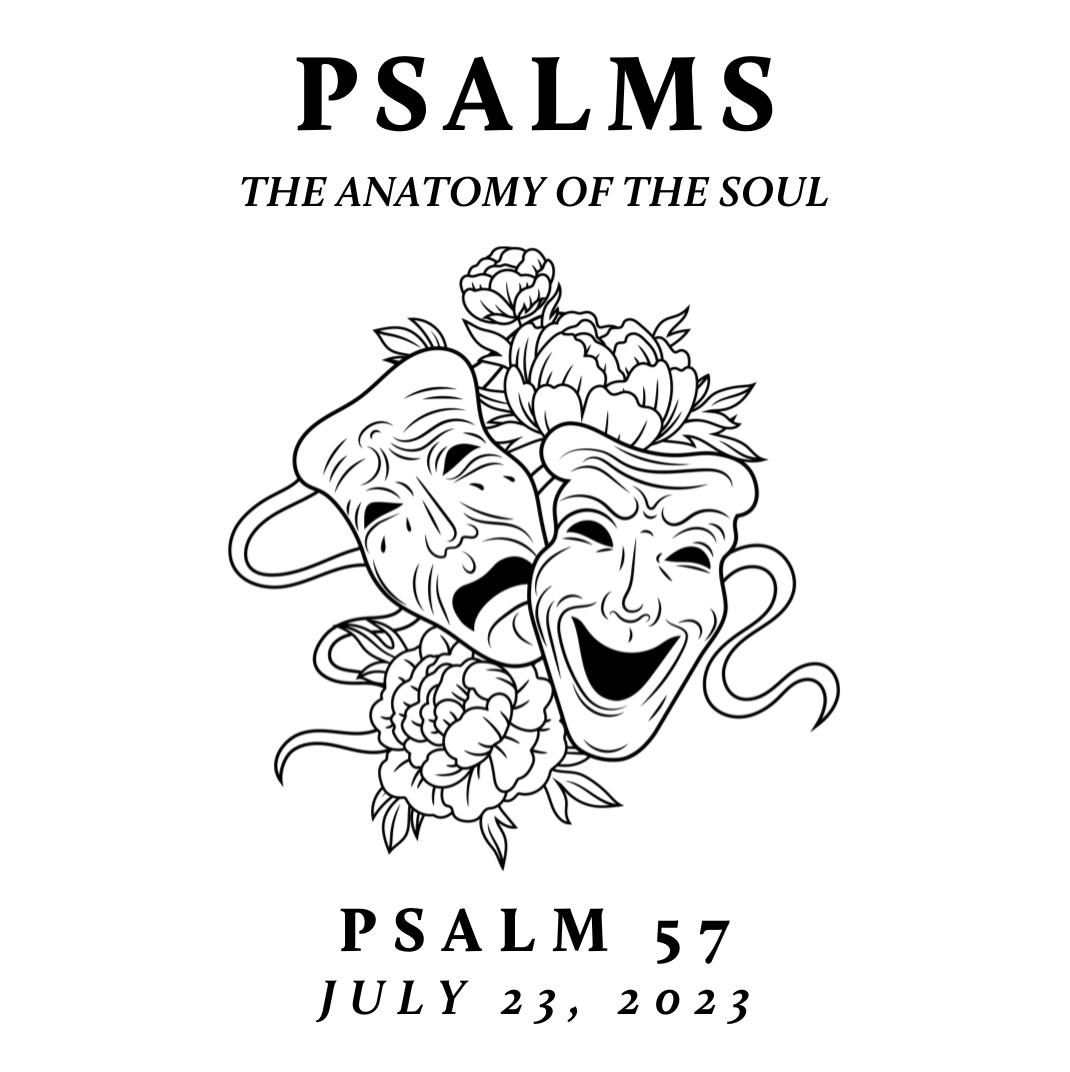 PSALMS
THE ANATOMY OF THE SOUL
PSALM 57
JULY 23, 2023